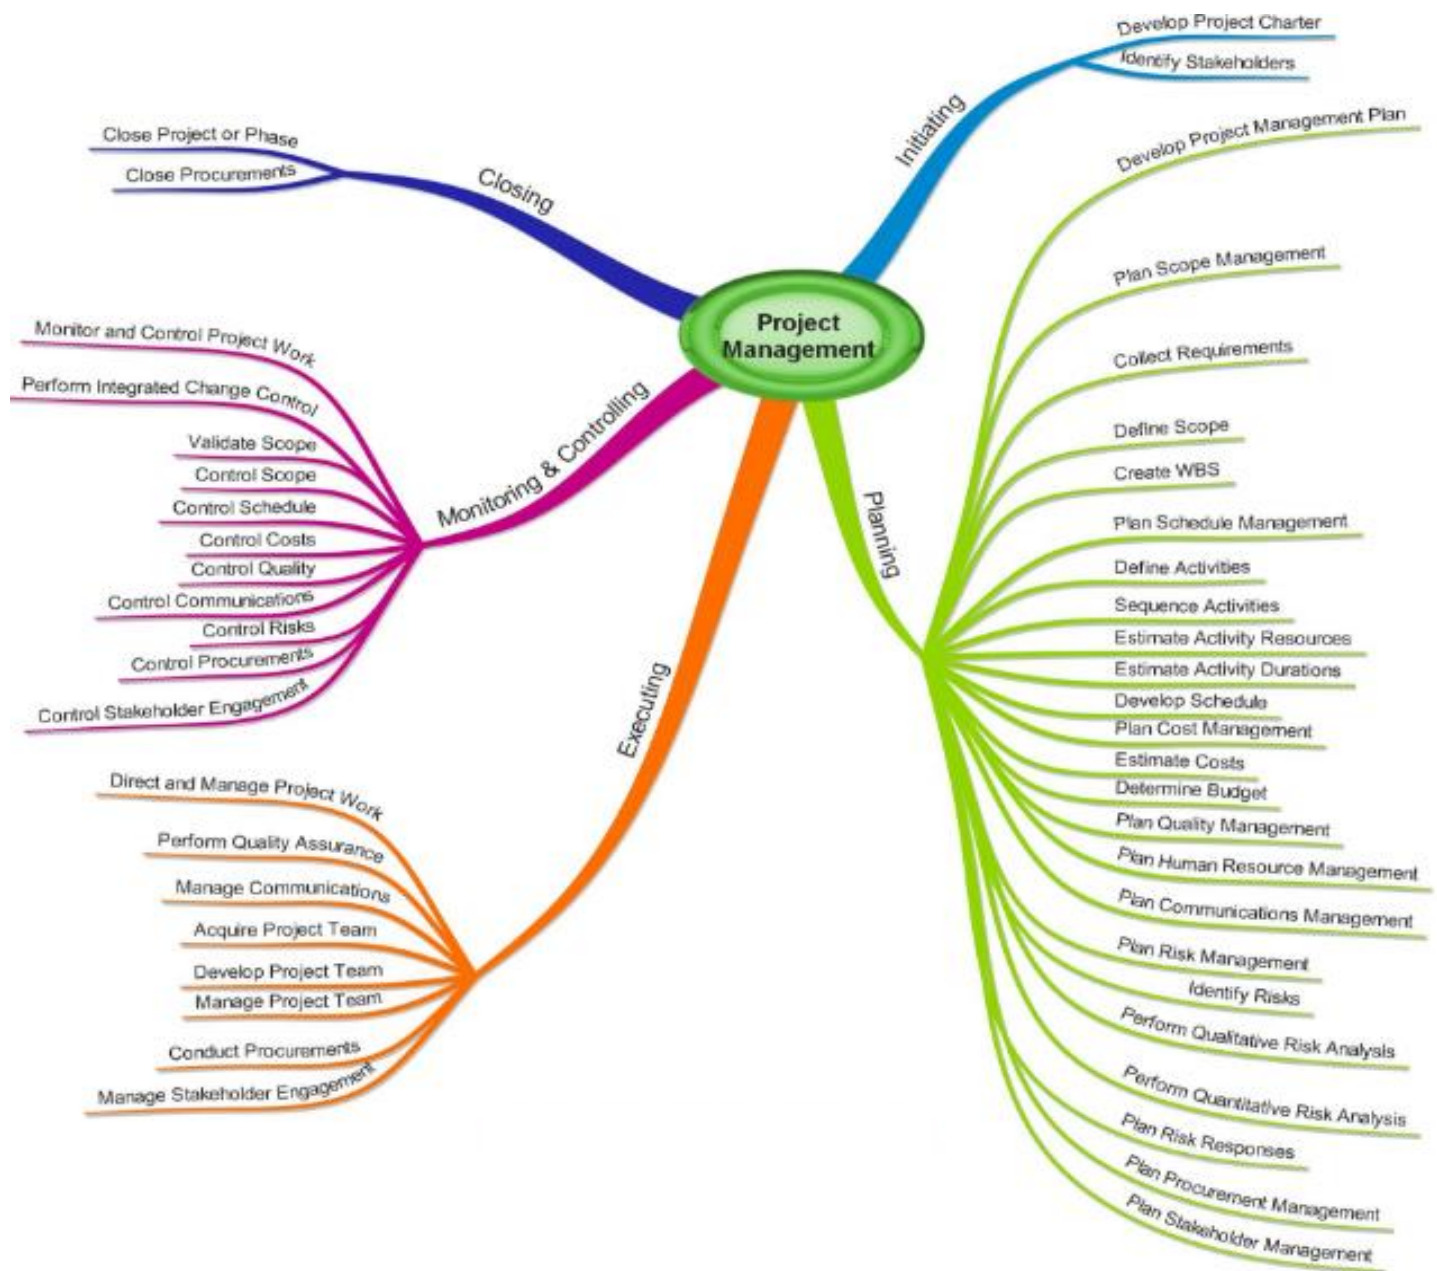 Project
Management
Initiating
Develop Project Charter
Identify Stakeholders
Planning
Develop Project Management Plan
Plan Scope Management
Collect Requirements
Define Scope
Create WBS
Plan Schedule Management
Define Activities
Sequence Activities
Estimate Activity Resources
Estimate Activity Durations
Develop Schedule
Plan Cost Management
Estimate Costs
Determine Budget
Plan Quality Management
Plan Human Resource Management
Plan Communications Management
Plan Risk Management
Identify Risks
Perform Qualitative Risk Analysis
Perform Quantitative Risk Analysis
Plan Risk Responses
Plan Procurement Management
Plan Stakeholder Management
Executing
Direct and Manage Project Work
Perform Quality Assurance
Manage Communications
Acquire Project Team
Develop Project Team
Manage Project Team
Conduct Procurements
Manage Stakeholder Engagement
Monitoring & Controlling
Monitor and Control Project Work
Perform Integrated Change Control
Validate Scope
Control Scope
Control Schedule
Control Costs
Control Quality
Control Communications
Control Risks
Control Procurements
Control Stakeholder Engagement
Closing
Close Project or Phase
Close Procurements